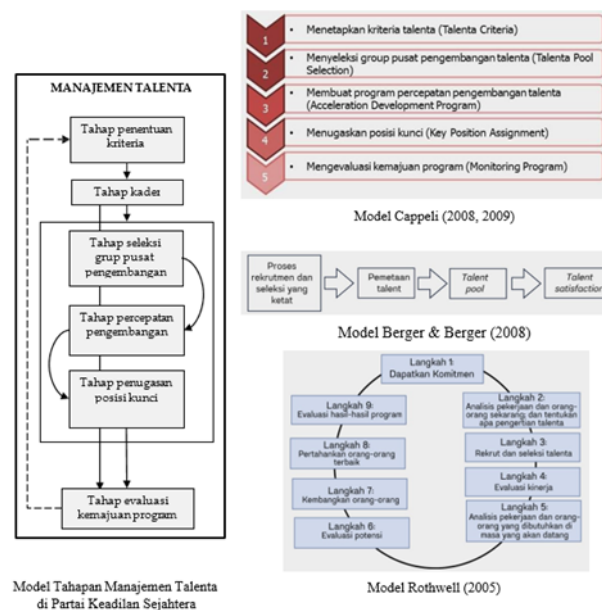 MANAJEMEN TALENTA
Tahap penentuan
kriteria
Tahap kader
Tahap seleksi
grup pusat
pengembangan
Tahap percepatan
pengembangan
Tahap penugasan
posisi kunci
Tahap evaluasi
kemajuan program
Model Tahapan Manajemen Talenta
di Partai Keadilan Sejahtera
1 • Menetapkan kriteria talenta (Talenta Criteria)
2 • Menyeleksi group pusat pengembangan talenta (Talenta Pool
Selection)
3 • Membuat program percepatan pengembangan talenta
(Acceleration Development Program)
4 • Menugaskan posisi kunci (Key Position Assignment)
5 • Mengevaluasi kemajuan program (Monitoring Program)
Model Cappeli (2008, 2009)
Proses
rekrutmen dan
seleksi yang
ketat
Pemetaan
talent
Talent
pool
Talent
satisfaction
Model Berger & Berger (2008)
Langkah 1:
Dapatkan Komitmen
Langkah 2:
Analisis pekerjaan dan orang-
orang sekarang, dan tentukan
apa pengertian talenta
Langkah 3:
Rekrut dan seleksi talenta
Langkah 4:
Evaluasi kinerja
Langkah 5:
Analisis pekerjaan dan orang-
orang yang dibutuhkan di
masa yang akan datang
Langkah 6:
Evaluasi potensi
Langkah 7:
Kembangkan orang-orang
Langkah 8:
Pertahankan orang-orang
terbaik
Langkah 9:
Evaluasi hasil-hasil program
Model Rothwell (2005)